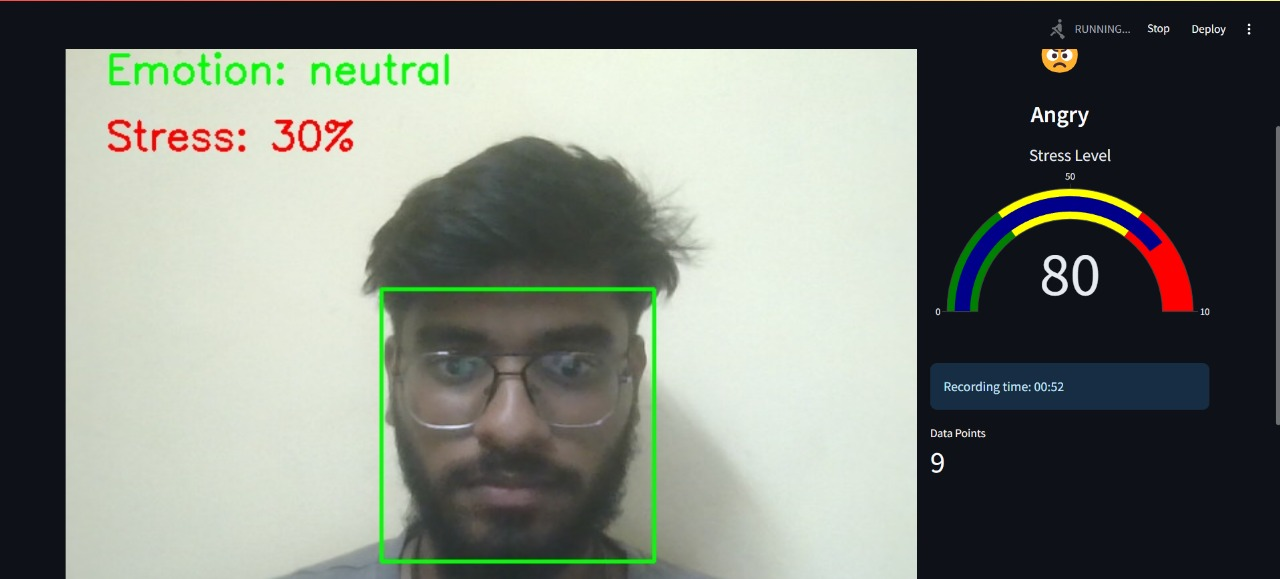 RUNNING...
Stop
Deploy
Emotion: neutral
Stress: 30%
Angry
Stress Level
50
0
80
10
Recording time: 00:52
Data Points
9